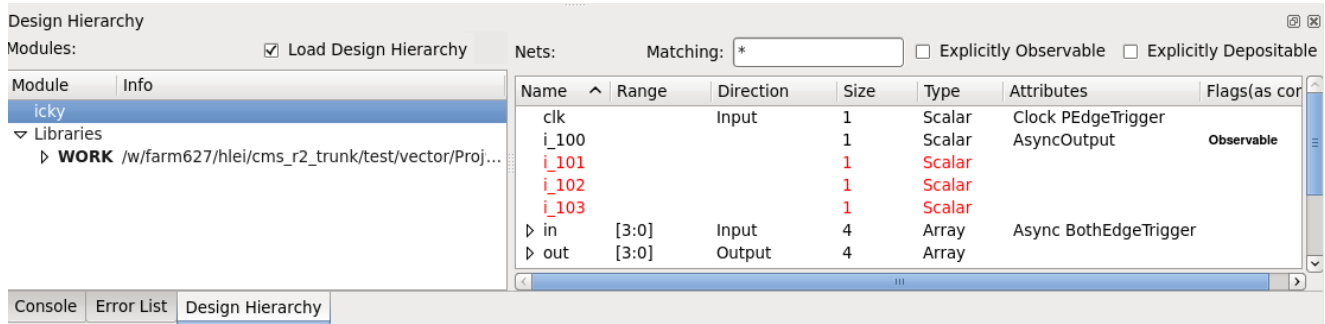 Design Hierarchy
Modules: Load Design Hierarchy Nets: Matching: * Explicitly Observable Explicitly Depositable
Module Info Name Range Direction Size Type Attributes Flags(as cor
icky clk Input 1 Scalar Clock PEdgeTrigger
Libraries i_100 1 Scalar AsyncOutput Observable
WORK /w/farm627/hlei/cms_r2_trunk/test/vector/Proj... i_101 1 Scalar
i_102 1 Scalar
i_103 1 Scalar
in [3:0] Input 4 Array Async BothEdgeTrigger
out [3:0] Output 4 Array
Console Error List Design Hierarchy